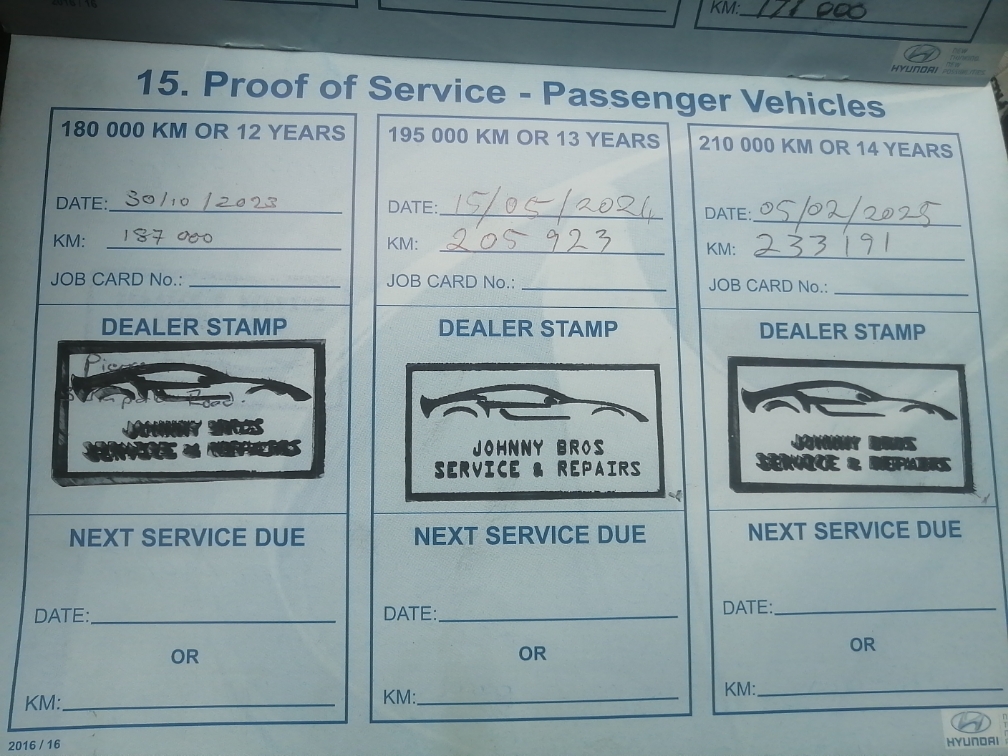 KM: 171 000
HYUNDAI
15. Proof of Service - Passenger Vehicles
180 000 KM OR 12 YEARS
DATE: 30/10/2023
KM: 187 000
JOB CARD No.:
DEALER STAMP
Road
JOHNNY BROS
SERVICE & REPAIRS
NEXT SERVICE DUE
DATE:
OR
KM:
195 000 KM OR 13 YEARS
DATE: 15/05/2024
KM: 205 923
JOB CARD No.:
DEALER STAMP
JOHNNY BROS
SERVICE & REPAIRS
NEXT SERVICE DUE
DATE:
OR
KM:
210 000 KM OR 14 YEARS
DATE: 05/02/2025
KM: 233 191
JOB CARD No.:
DEALER STAMP
JOHNNY BROS
SERVICE & REPAIRS
NEXT SERVICE DUE
DATE:
OR
KM:
2016 / 16
HYUNDAI